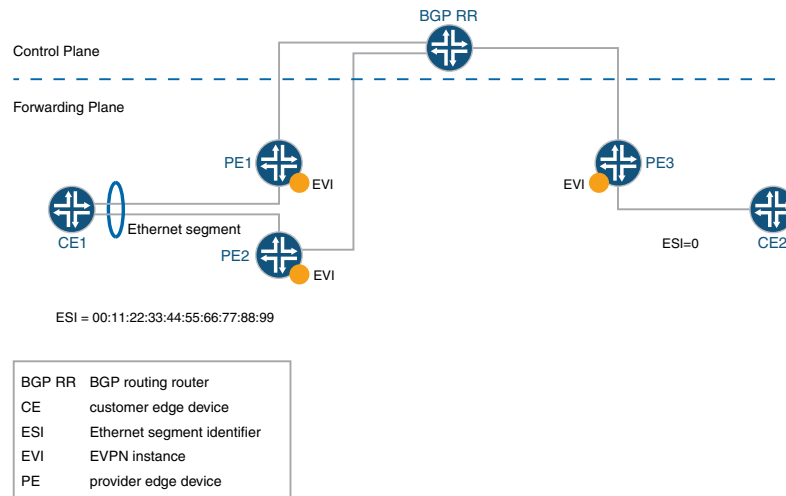 BGP RR
Control Plane
Forwarding Plane
PE1
EVI
EVI
PE3
Ethernet segment
CE1
PE2
EVI
ESI=0
CE2
ESI = 00:11:22:33:44:55:66:77:88:99
BGP RR BGP routing router
CE customer edge device
ESI Ethernet segment identifier
EVI EVPN instance
PE provider edge device